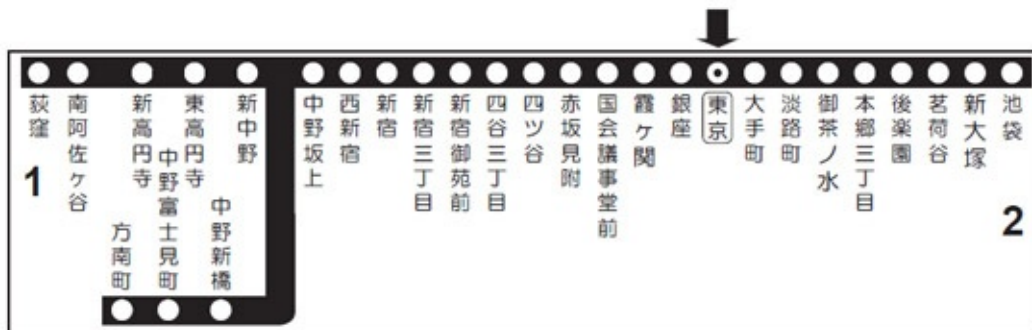 荻窪
南阿佐ケ谷
新高円寺
東高円寺
新中野
中野坂上
西新宿
新宿
新宿三丁目
新宿御苑前
四谷三丁目
四ツ谷
赤坂見附
国会議事堂前
霞ケ関
銀座
東京
大手町
淡路町
御茶ノ水
本郷三丁目
後楽園
茗荷谷
新大塚
池袋
1
2
方南町
中野富士見町
中野新橋